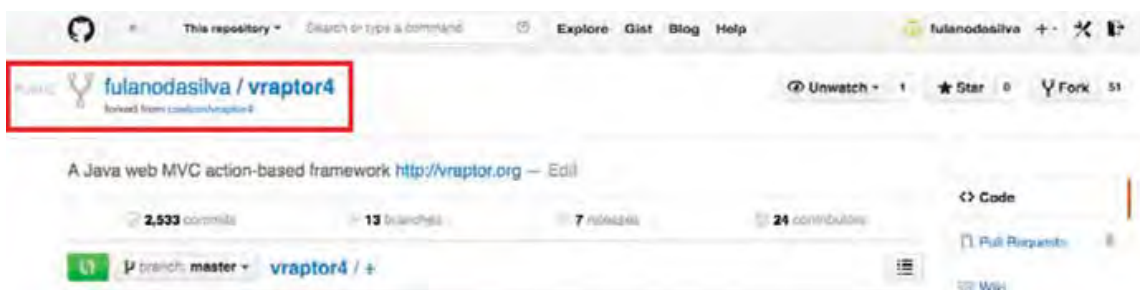 This repository Search or type a command Explore Gist Blog Help fulanodasilva +
PUBLIC fulanodasilva / vraptor4 Unwatch 1 Star 0 Fork 51
forked from caelum/vraptor4
A Java web MVC action-based framework http://vraptor.org — Edit
2,533 commits 13 branches 7 releases 24 contributors
<> Code
Pull Requests
branch: master vraptor4 / +
Wiki